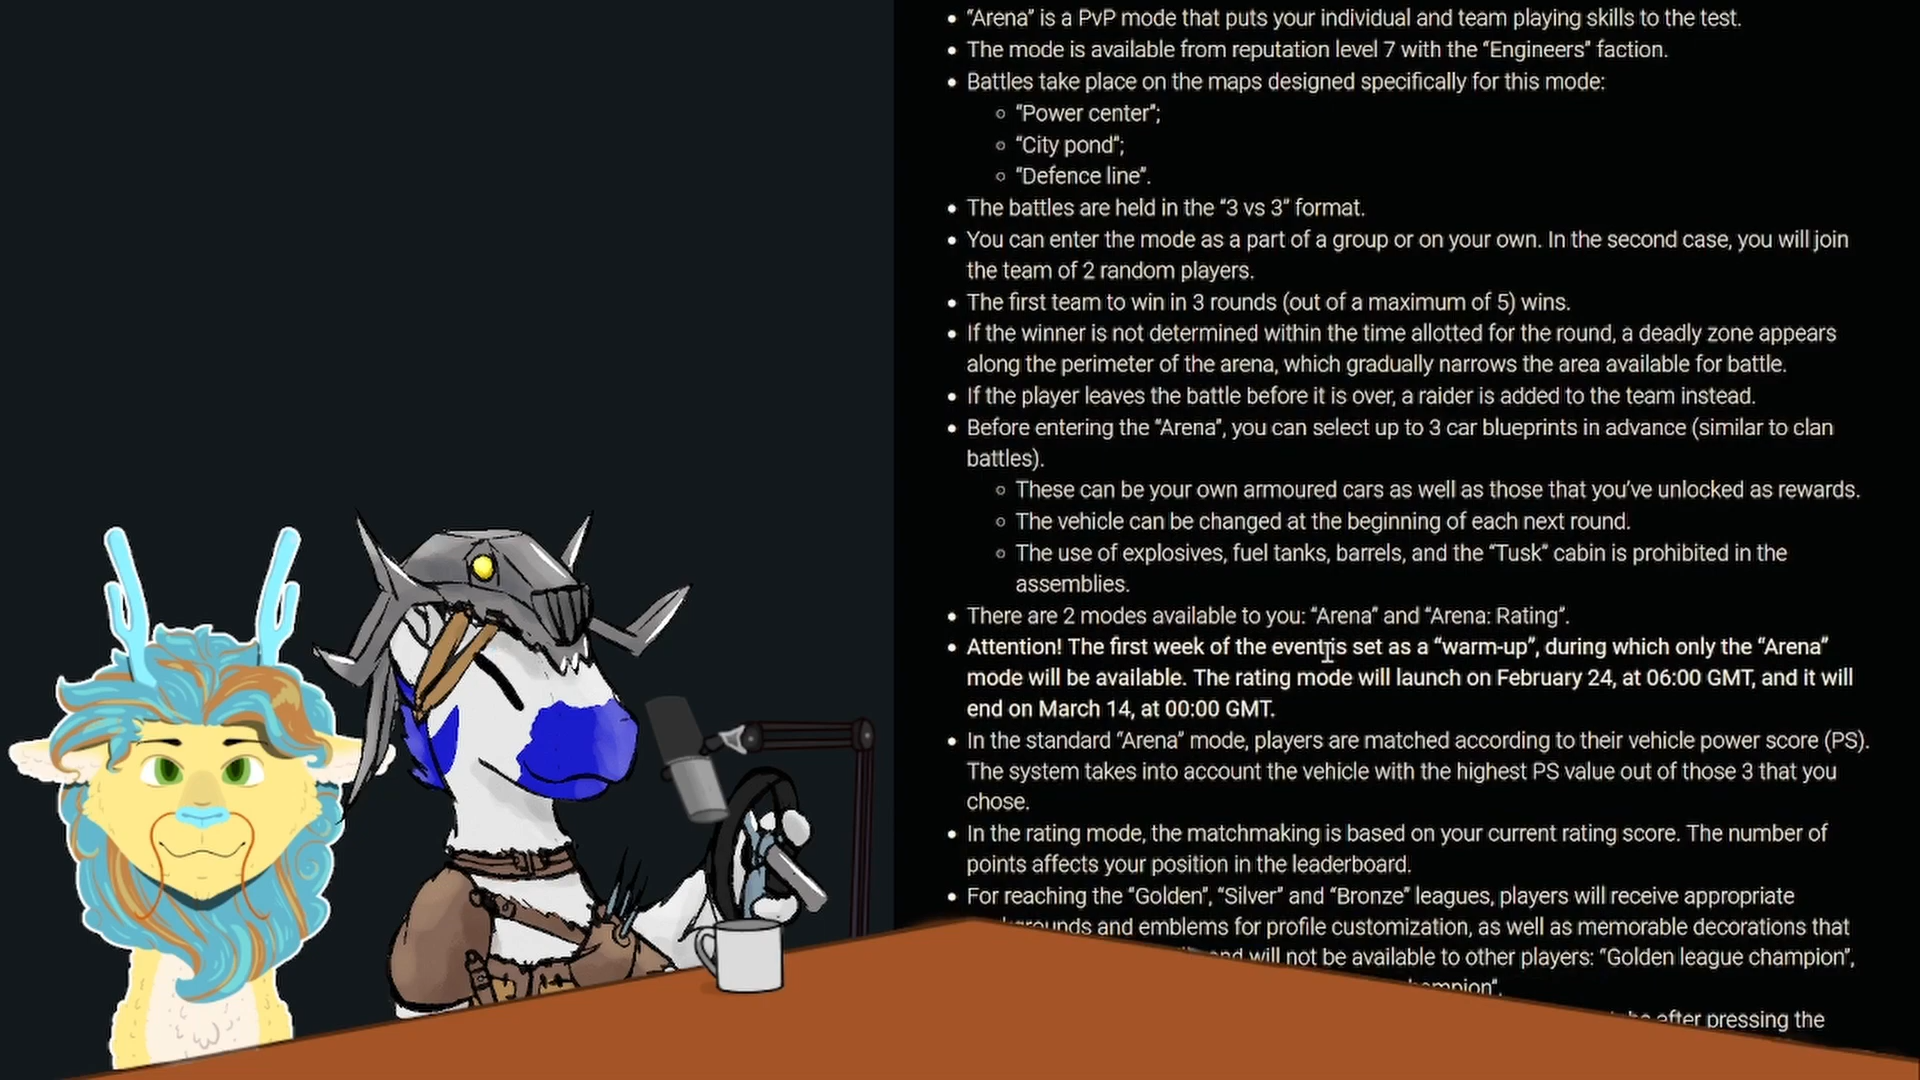 • “Arena” is a PvP mode that puts your individual and team playing skills to the test.
• The mode is available from reputation level 7 with the “Engineers” faction.
• Battles take place on the maps designed specifically for this mode:
○ “Power center”;
○ “City pond”;
○ “Defence line”.
• The battles are held in the “3 vs 3” format.
• You can enter the mode as a part of a group or on your own. In the second case, you will join
the team of 2 random players.
• The first team to win in 3 rounds (out of a maximum of 5) wins.
• If the winner is not determined within the time allotted for the round, a deadly zone appears
along the perimeter of the arena, which gradually narrows the area available for battle.
• If the player leaves the battle before it is over, a raider is added to the team instead.
• Before entering the “Arena”, you can select up to 3 car blueprints in advance (similar to clan
battles).
○ These can be your own armoured cars as well as those that you’ve unlocked as rewards.
○ The vehicle can be changed at the beginning of each next round.
○ The use of explosives, fuel tanks, barrels, and the “Tusk” cabin is prohibited in the
assemblies.
• There are 2 modes available to you: “Arena” and “Arena: Rating”.
• Attention! The first week of the event is set as a “warm-up”, during which only the “Arena”
mode will be available. The rating mode will launch on February 24, at 06:00 GMT, and it will
end on March 14, at 00:00 GMT.
• In the standard “Arena” mode, players are matched according to their vehicle power score (PS).
The system takes into account the vehicle with the highest PS value out of those 3 that you
chose.
• In the rating mode, the matchmaking is based on your current rating score. The number of
points affects your position in the leaderboard.
• For reaching the “Golden”, “Silver” and “Bronze” leagues, players will receive appropriate
and emblems for profile customization, as well as memorable decorations that
will not be available to other players: “Golden league champion”,
after pressing the